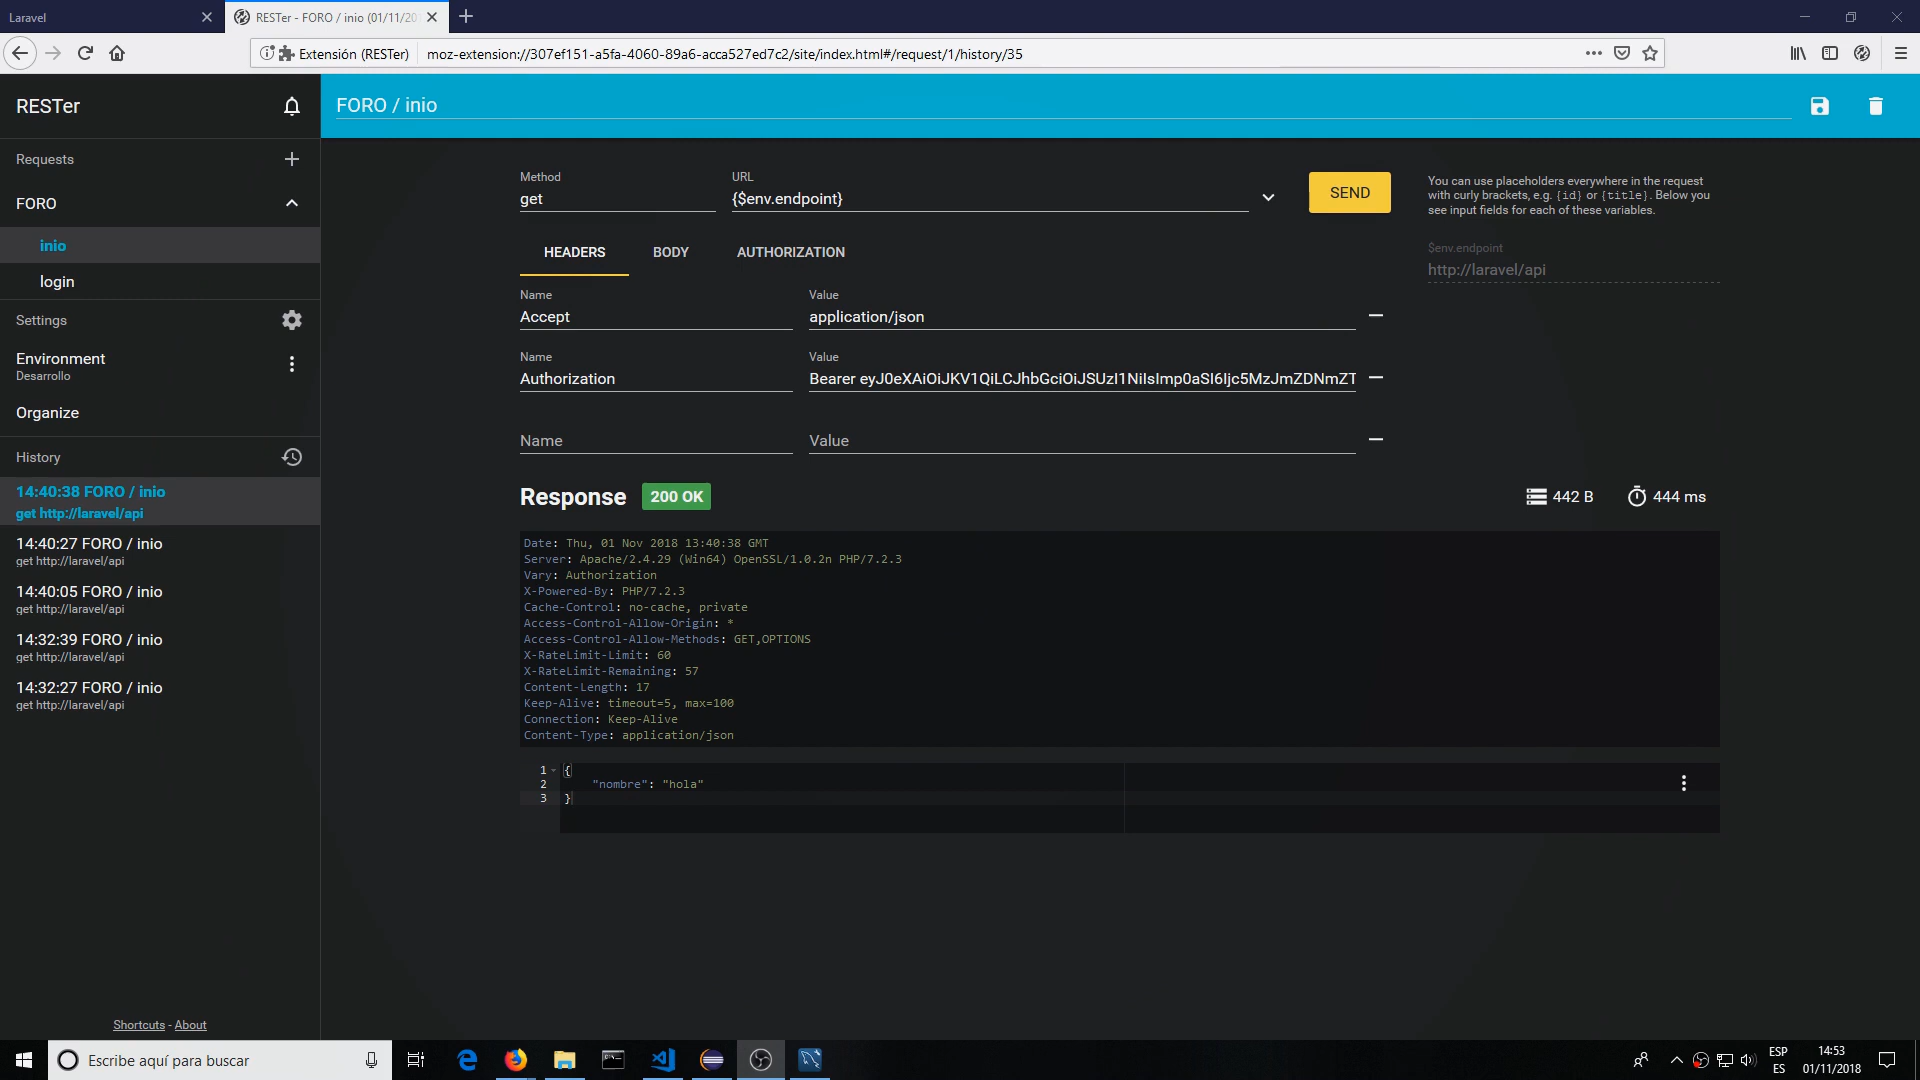 Laravel
RESTer - FORO / inio (01/11/20
Extensión (RESTer)
moz-extension://307ef151-a5fa-4060-89a6-acca527ed7c2/site/index.html#/request/1/history/35
RESTer
FORO / inio
Requests
FORO
inio
login
Settings
Environment
Desarrollo
Organize
History
14:40:38 FORO / inio
get http://laravel/api
14:40:27 FORO / inio
get http://laravel/api
14:40:05 FORO / inio
get http://laravel/api
14:32:39 FORO / inio
get http://laravel/api
14:32:27 FORO / inio
get http://laravel/api
Shortcuts - About
Method
get
URL
{$env.endpoint}
SEND
You can use placeholders everywhere in the request
with curly brackets, e.g. {id} or {title}. Below you
see input fields for each of these variables.
$env.endpoint
http://laravel/api
HEADERS
BODY
AUTHORIZATION
Name
Value
Accept
application/json
Name
Value
Authorization
Bearer eyJ0eXAiOiJKV1QiLCJhbGciOiJSUzI1NiIsImp0aSI6Ijc5MzJmZDNmZT
Name
Value
Response
200 OK
442 B
444 ms
Date: Thu, 01 Nov 2018 13:40:38 GMT
Server: Apache/2.4.29 (Win64) OpenSSL/1.0.2n PHP/7.2.3
Vary: Authorization
X-Powered-By: PHP/7.2.3
Cache-Control: no-cache, private
Access-Control-Allow-Origin: *
Access-Control-Allow-Methods: GET,OPTIONS
X-RateLimit-Limit: 60
X-RateLimit-Remaining: 57
Content-Length: 17
Keep-Alive: timeout=5, max=100
Connection: Keep-Alive
Content-Type: application/json
1 {
2 "nombre": "hola"
3 }
Escribe aquí para buscar
ESP
ES
14:53
01/11/2018